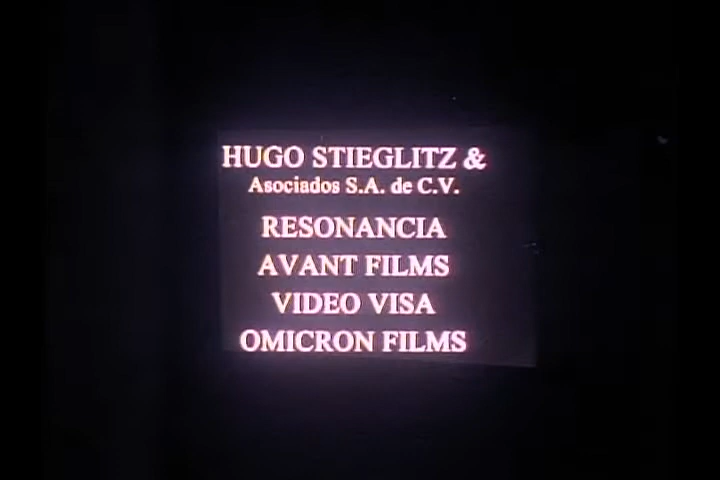 HUGO STIEGLITZ &
Asociados S.A. de C.V.
RESONANCIA
AVANT FILMS
VIDEO VISA
OMICRON FILMS